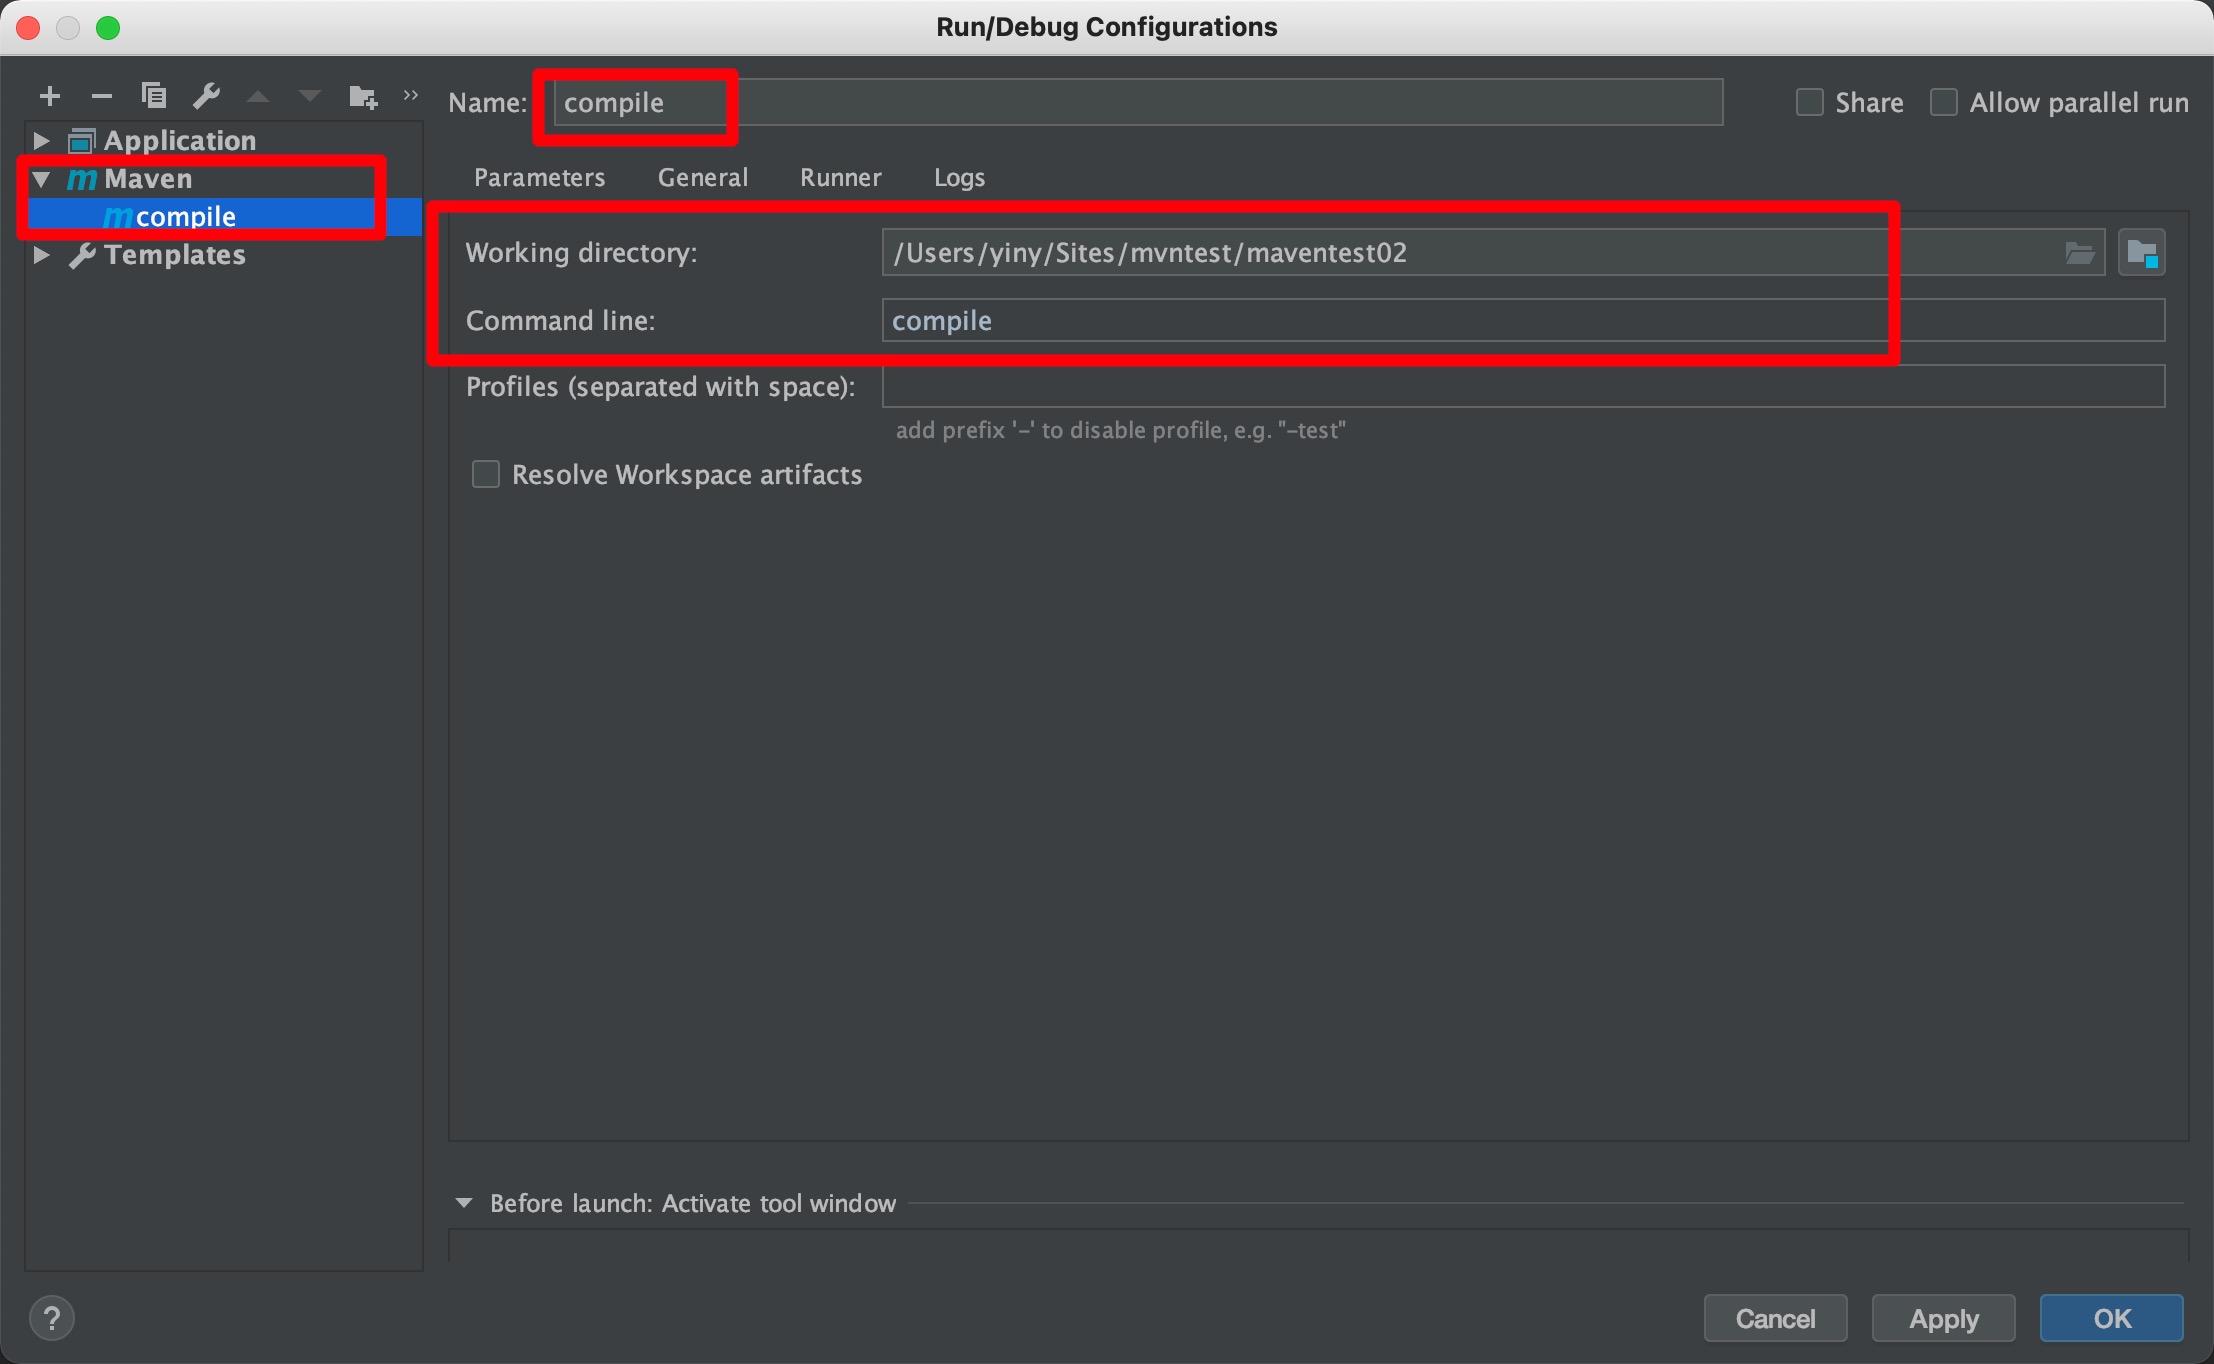 Run/Debug Configurations
Name: compile
Share
Allow parallel run
Application
Maven
compile
Templates
Parameters General Runner Logs
Working directory: /Users/yiny/Sites/mvntest/maventest02
Command line: compile
Profiles (separated with space):
add prefix '-' to disable profile, e.g. "-test"
Resolve Workspace artifacts
Before launch: Activate tool window
?
Cancel Apply OK